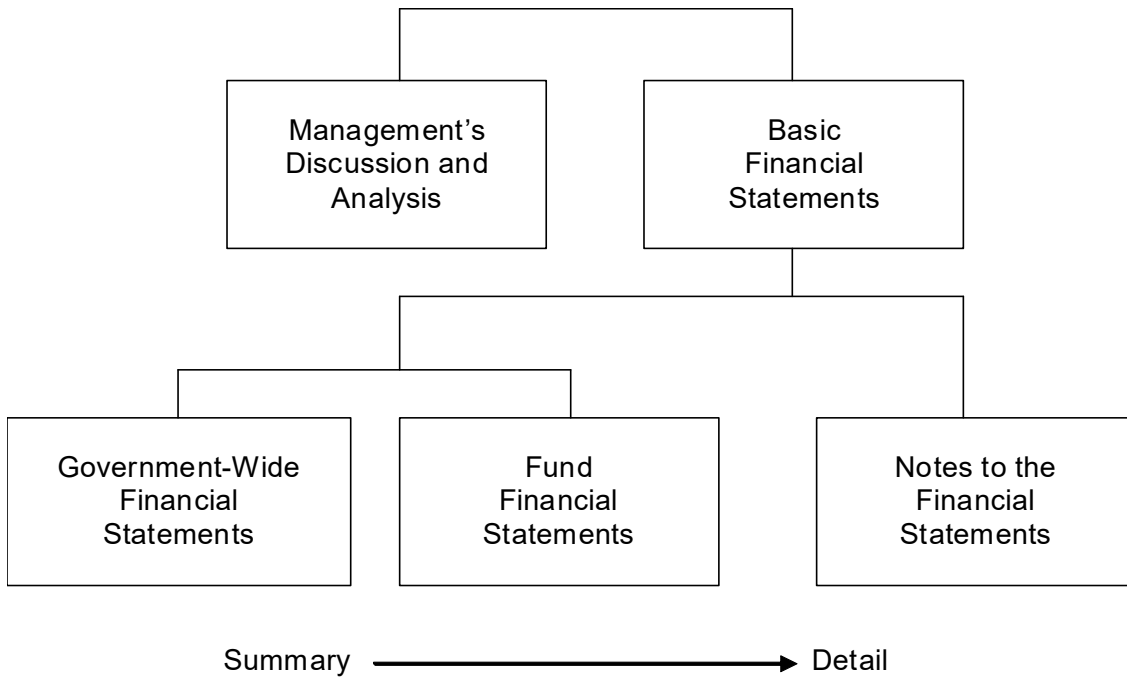 Management’s
Discussion and
Analysis
Basic
Financial
Statements
Government-Wide
Financial
Statements
Fund
Financial
Statements
Notes to the
Financial
Statements
Summary
Detail